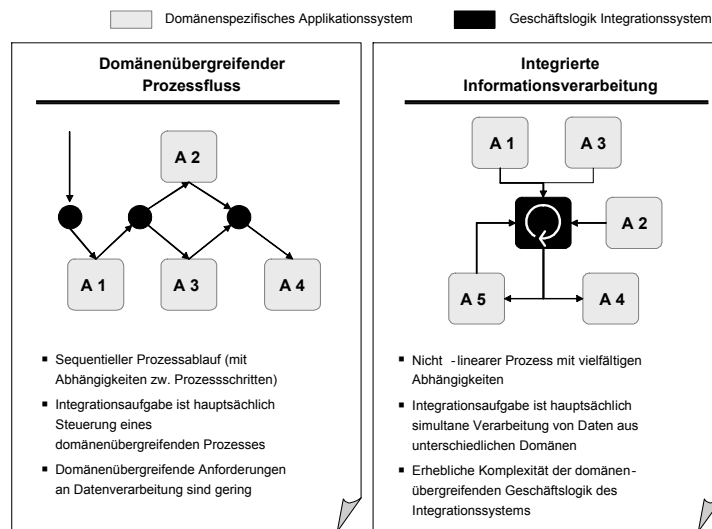 Domänenspezifisches Applikationssystem
Geschäftslogik Integrationssystem
Domänenübergreifender
Prozessfluss
A 2
A 1
A 3
A 4
▪ Sequentieller Prozessablauf (mit
Abhängigkeiten zw. Prozessschritten)
▪ Integrationsaufgabe ist hauptsächlich
Steuerung eines
domänenübergreifenden Prozesses
▪ Domänenübergreifende Anforderungen
an Datenverarbeitung sind gering
Integrierte
Informationsverarbeitung
A 1
A 3
A 2
A 5
A 4
▪ Nicht -linearer Prozess mit vielfältigen
Abhängigkeiten
▪ Integrationsaufgabe ist hauptsächlich
simultane Verarbeitung von Daten aus
unterschiedlichen Domänen
▪ Erhebliche Komplexität der domänen-
übergreifenden Geschäftslogik des
Integrationssystems